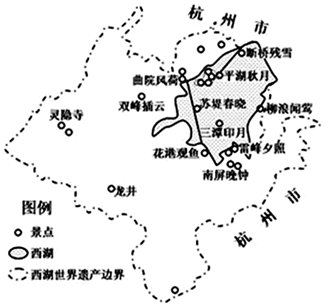 杭州市
断桥残雪
曲院风荷
平湖秋月
双峰插云
苏堤春晓
柳浪闻莺
灵隐寺
三潭印月
花港观鱼
雷峰夕照
南屏晚钟
龙井
杭州市
图例
景点
西湖
西湖世界遗产边界